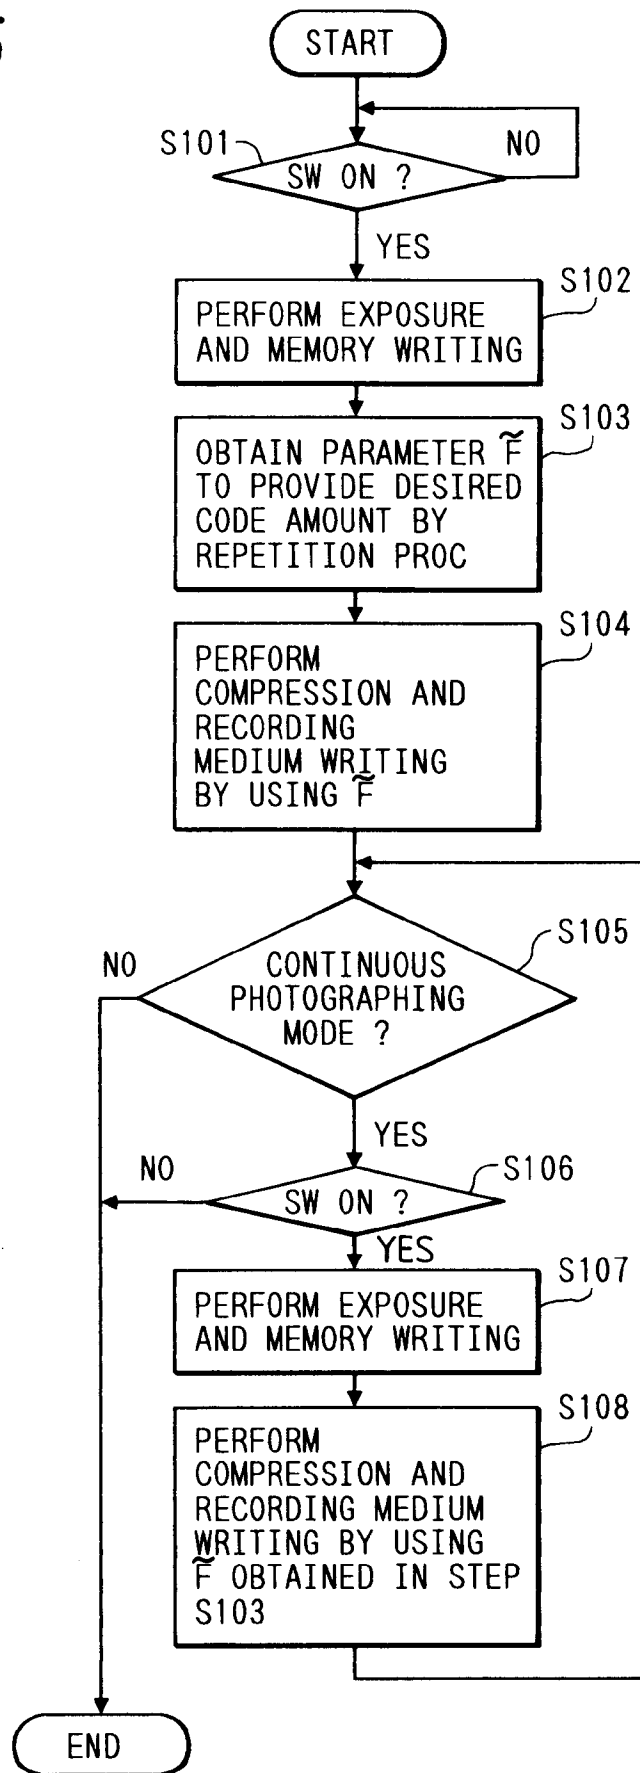 START
S101
SW ON ?
NO
YES
S102
PERFORM EXPOSURE
AND MEMORY WRITING
S103
OBTAIN PARAMETER F̃
TO PROVIDE DESIRED
CODE AMOUNT BY
REPETITION PROC
S104
PERFORM
COMPRESSION AND
RECORDING
MEDIUM WRITING
BY USING F̃
S105
NO
CONTINUOUS
PHOTOGRAPHING
MODE ?
YES
NO
S106
SW ON ?
YES
S107
PERFORM EXPOSURE
AND MEMORY WRITING
S108
PERFORM
COMPRESSION AND
RECORDING MEDIUM
WRITING BY USING
F̃ OBTAINED IN STEP
S103
END